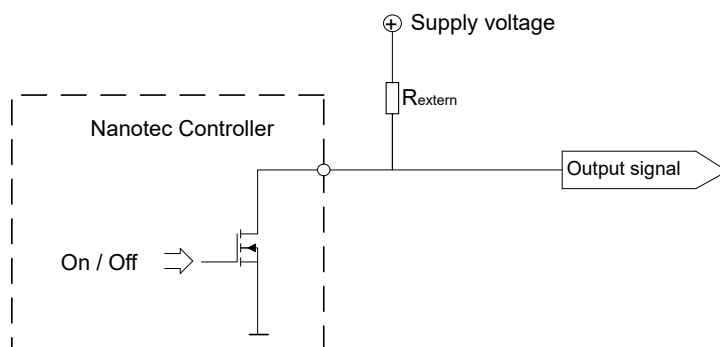 Supply voltage
Rextern
Nanotec Controller
Output signal
On / Off